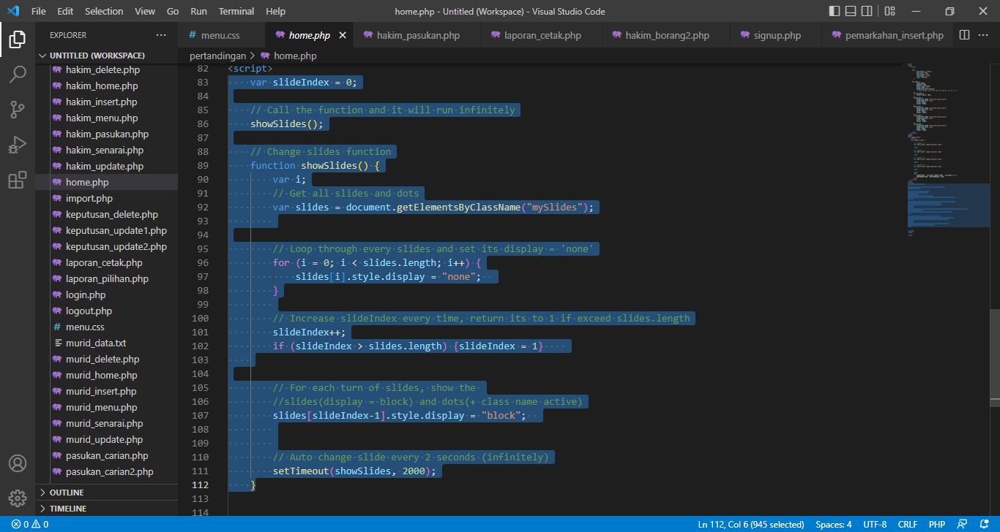 File Edit Selection View Go Run Terminal Help
home.php - Untitled (Workspace) - Visual Studio Code
EXPLORER
UNTITLED (WORKSPACE)
hakim_delete.php
hakim_home.php
hakim_insert.php
hakim_menu.php
hakim_pasukan.php
hakim_senarai.php
hakim_update.php
home.php
import.php
keputusan_delete.php
keputusan_update1.php
keputusan_update2.php
laporan_cetak.php
laporan_pilihan.php
login.php
logout.php
menu.css
murid_data.txt
murid_delete.php
murid_home.php
murid_insert.php
murid_menu.php
murid_senarai.php
murid_update.php
pasukan_carian.php
pasukan_carian2.php
OUTLINE
TIMELINE
menu.css home.php hakim_pasukan.php laporan_cetak.php hakim_borang2.php signup.php pemarkahan_insert.php
pertandingan > home.php
82 <script>
83 var slideIndex = 0;
84
85 // Call the function and it will run infinitely
86 showSlides();
87
88 // Change slides function
89 function showSlides() {
90 var i;
91 // Get all slides and dots
92 var slides = document.getElementsByClassName("mySlides");
93
94
95 // Loop through every slides and set its display = 'none'
96 for (i = 0; i < slides.length; i++) {
97 slides[i].style.display = "none";
98 }
99
100 // Increase slideIndex every time, return its to 1 if exceed slides.length
101 slideIndex++;
102 if (slideIndex > slides.length) {slideIndex = 1}
103
104
105 // For each turn of slides, show the
106 //slides(display = block) and dots(+ class name active)
107 slides[slideIndex-1].style.display = "block";
108
109
110 // Auto change slide every 2 seconds (infinitely)
111 setTimeout(showSlides, 2000);
112 }
113
114
0 0
Ln 112, Col 6 (945 selected) Spaces: 4 UTF-8 CRLF PHP